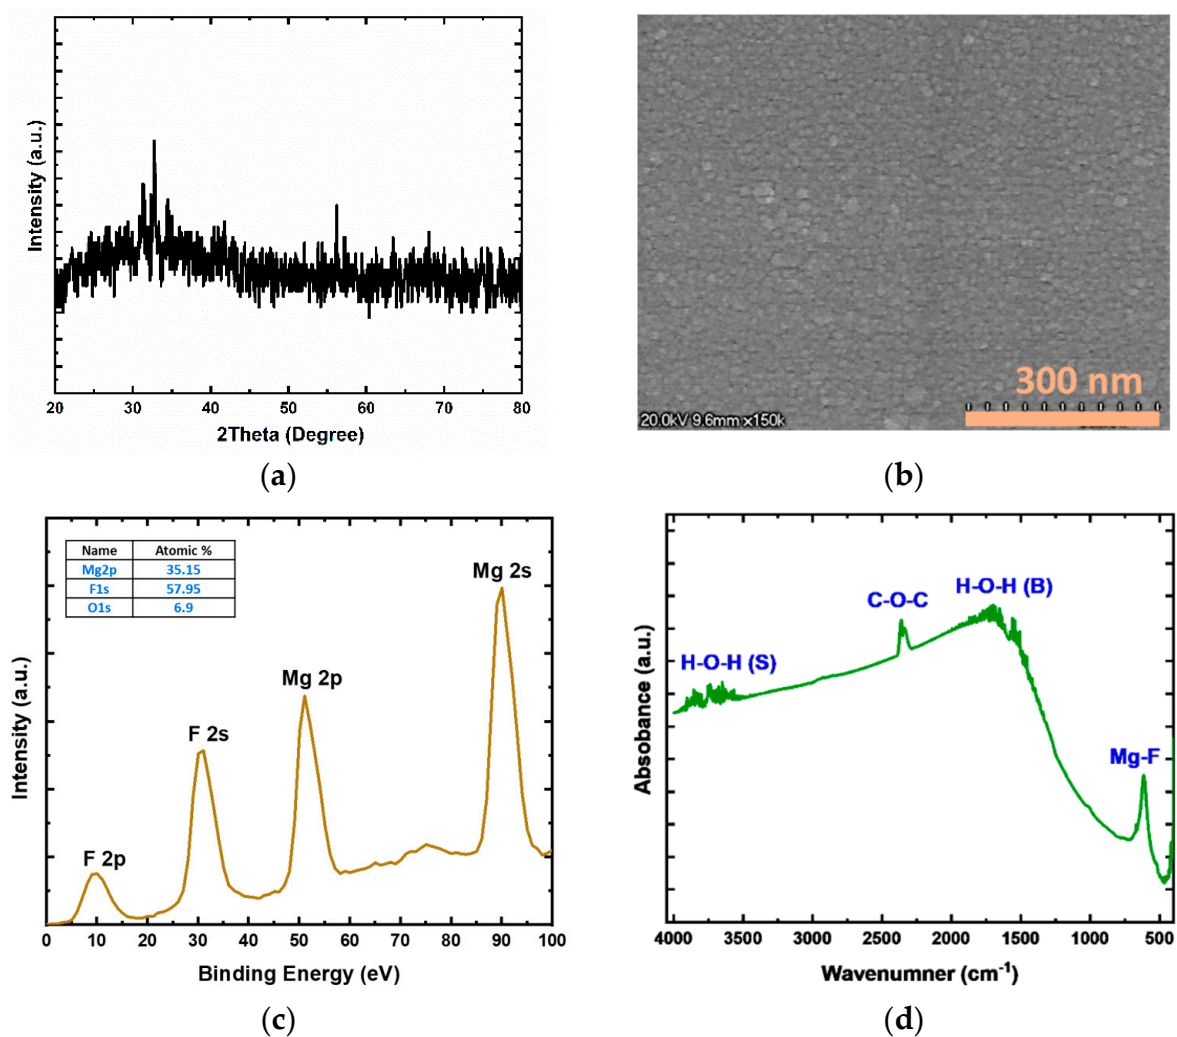 Intensity (a.u.)
20 30 40 50 60 70 80
2Theta (Degree)
(a)
300 nm
20.0kV 9.6mm x150k
(b)
Name Atomic %
Mg2p 35.15
F1s 57.95
O1s 6.9
F 2p
F 2s
Mg 2p
Mg 2s
Intensity (a.u.)
0 10 20 30 40 50 60 70 80 90 100
Binding Energy (eV)
(c)
H-O-H (S)
C-O-C
H-O-H (B)
Mg-F
Absobance (a.u.)
4000 3500 3000 2500 2000 1500 1000 500
Wavenumner (cm⁻¹)
(d)